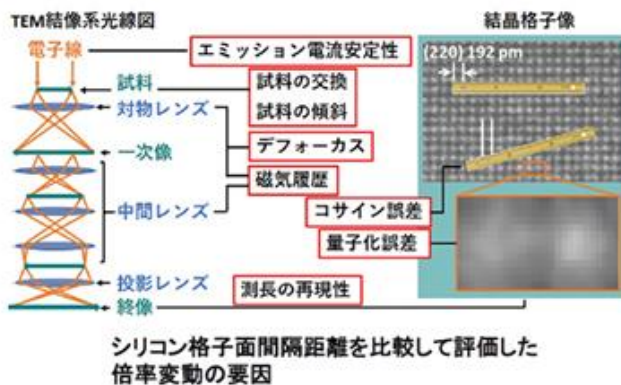 TEM結像系光線図
結晶格子像
電子線
エミッション電流安定性
(220) 192 pm
試料
試料の交換
試料の傾斜
対物レンズ
デフォーカス
一次像
磁気履歴
中間レンズ
コサイン誤差
量子化誤差
投影レンズ
測長の再現性
終像
シリコン格子面間隔距離を比較して評価した
倍率変動の要因